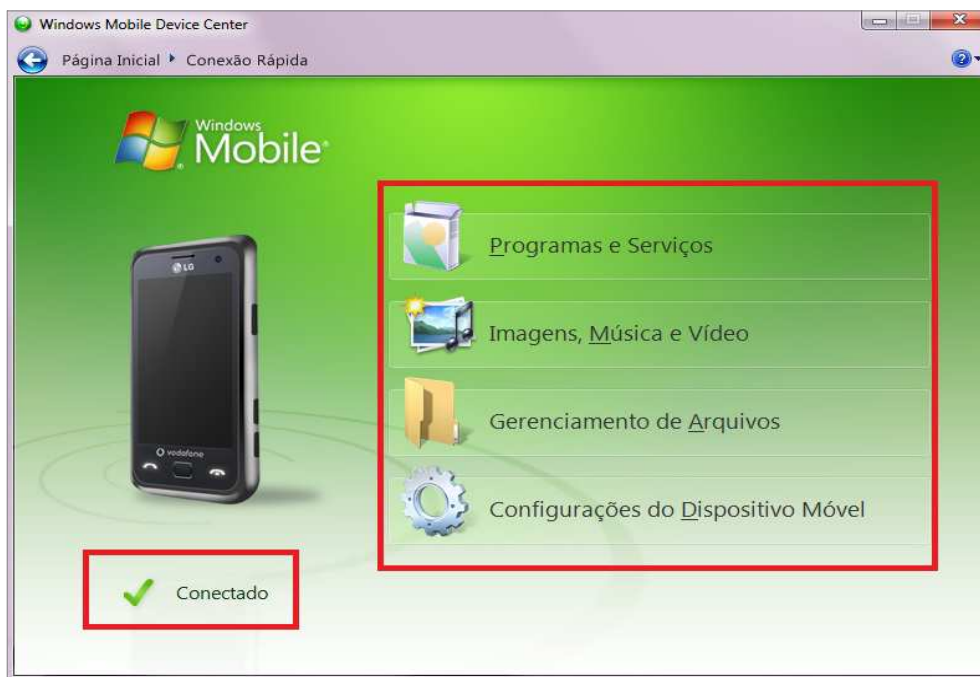 Windows Mobile Device Center
Página Inicial Conexão Rápida
Windows
Mobile
Programas e Serviços
LG
Imagens, Música e Vídeo
Gerenciamento de Arquivos
vodafone
Configurações do Dispositivo Móvel
Conectado